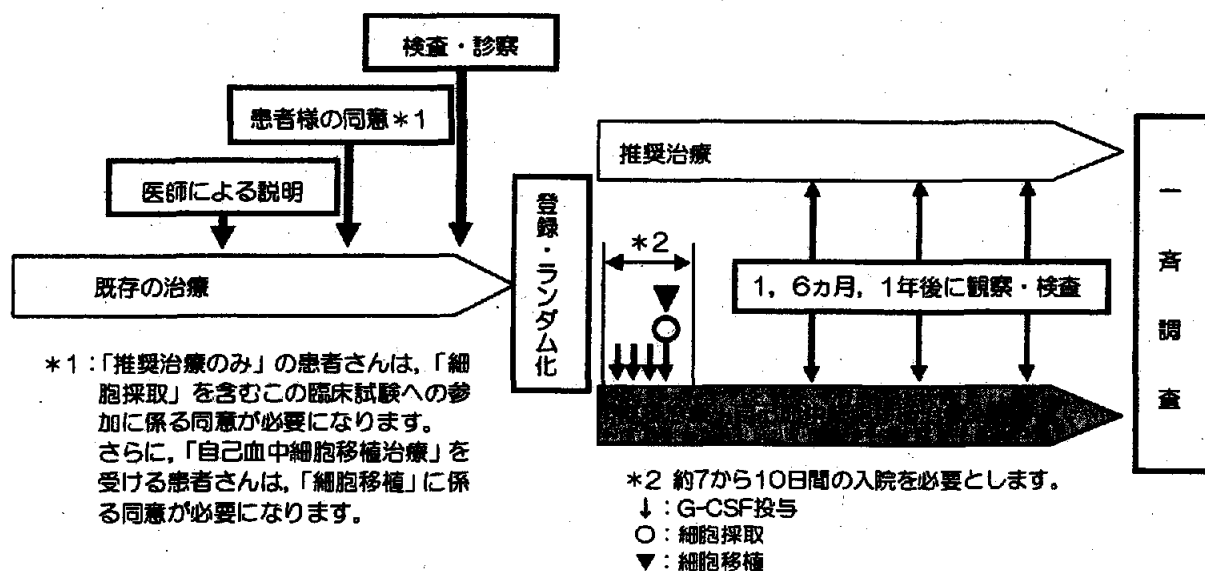 検査・診察
患者様の同意*1
医師による説明
既存の治療
登録・ランダム化
推奨治療
*2
1，6カ月，1年後に観察・検査
一斉調査
*1：「推奨治療のみ」の患者さんは，「細
胞採取」を含むこの臨床試験への参
加に係る同意が必要になります。
さらに，「自己血中細胞移植治療」を
受ける患者さんは，「細胞移植」に係
る同意が必要になります。
*2 約7から10日間の入院を必要とします。
↓：G-CSF投与
○：細胞採取
▼：細胞移植